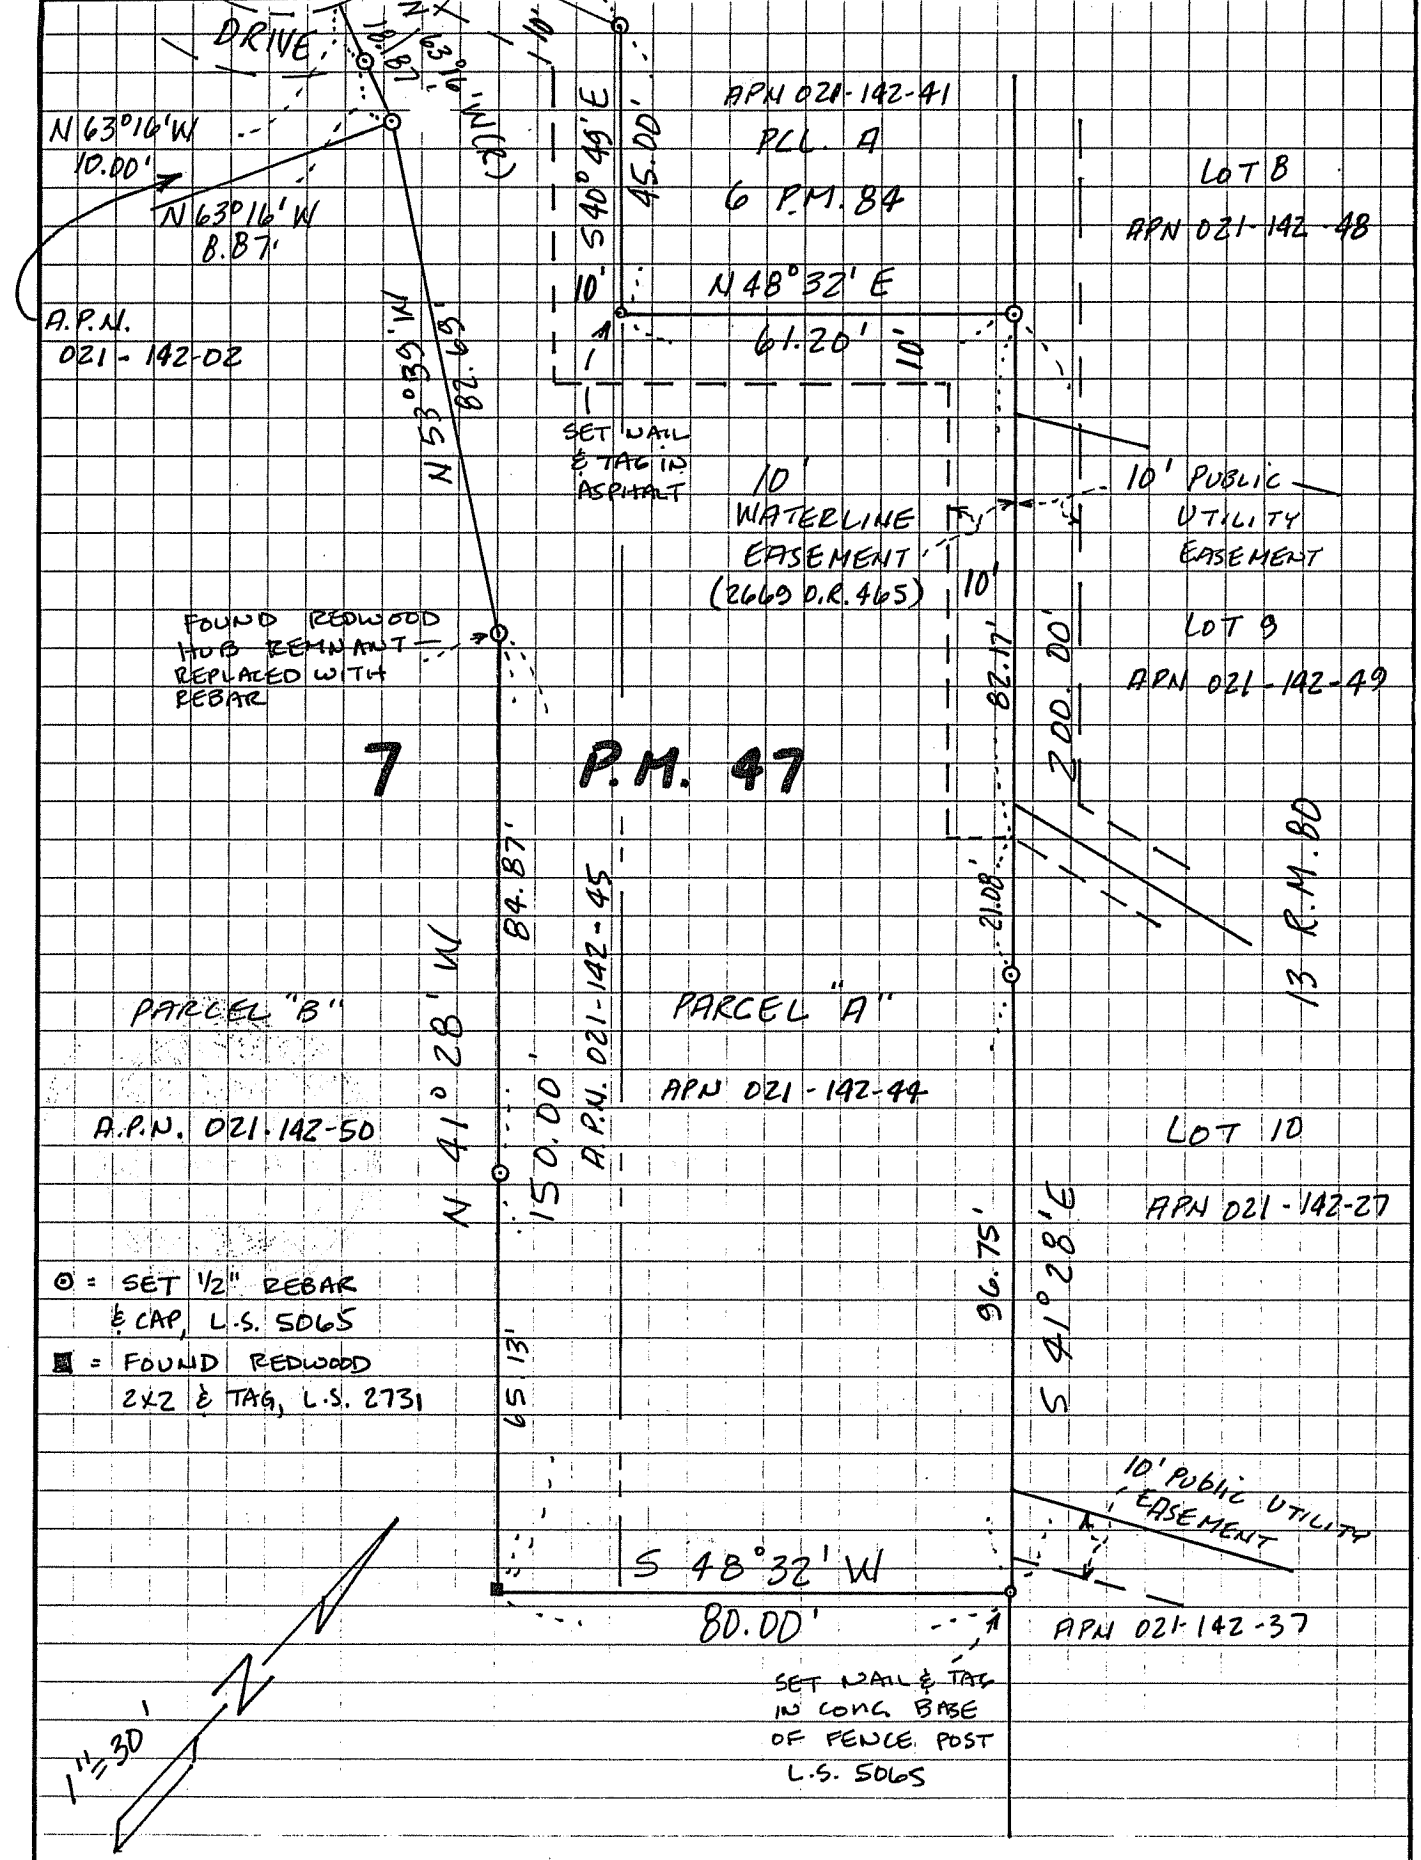 DRIVE
N
18.87'
N 63°16' W(R)
10'
S 40° 49' E
45.00'
APN 021-142-41
PCL. A
6 P.M. 84
LOT 8
APN 021-142-48
N 63°16' W
10.00'
N 63°16' W
8.87'
A.P.N.
021-142-02
N 53°39' W
82.69'
10'
N 48°32' E
61.20'
10'
SET NAIL
& TAG IN
ASPHALT
10'
WATERLINE
EASEMENT
(2669 O.R. 465)
10'
10' PUBLIC
UTILITY
EASEMENT
LOT 9
APN 021-142-49
82.17'
200.00'
FOUND REDWOOD
HUB REMNANT
REPLACED WITH
REBAR
7 P.M. 47
84.87'
A.P.N. 021-142-45
21.08'
13 R.M. 80
PARCEL "B"
A.P.N. 021-142-50
N 41° 28' W
150.00'
PARCEL "A"
APN 021-142-44
LOT 10
APN 021-142-27
96.75'
S 41° 28' E
⊙ = SET 1/2" REBAR
& CAP, L.S. 5065
■ = FOUND REDWOOD
2x2 & TAG, L.S. 2731
65.13'
10' PUBLIC UTILITY
EASEMENT
S 48°32' W
80.00'
APN 021-142-37
SET NAIL & TAG
IN CONC. BASE
OF FENCE POST
L.S. 5065
N
1"=30'